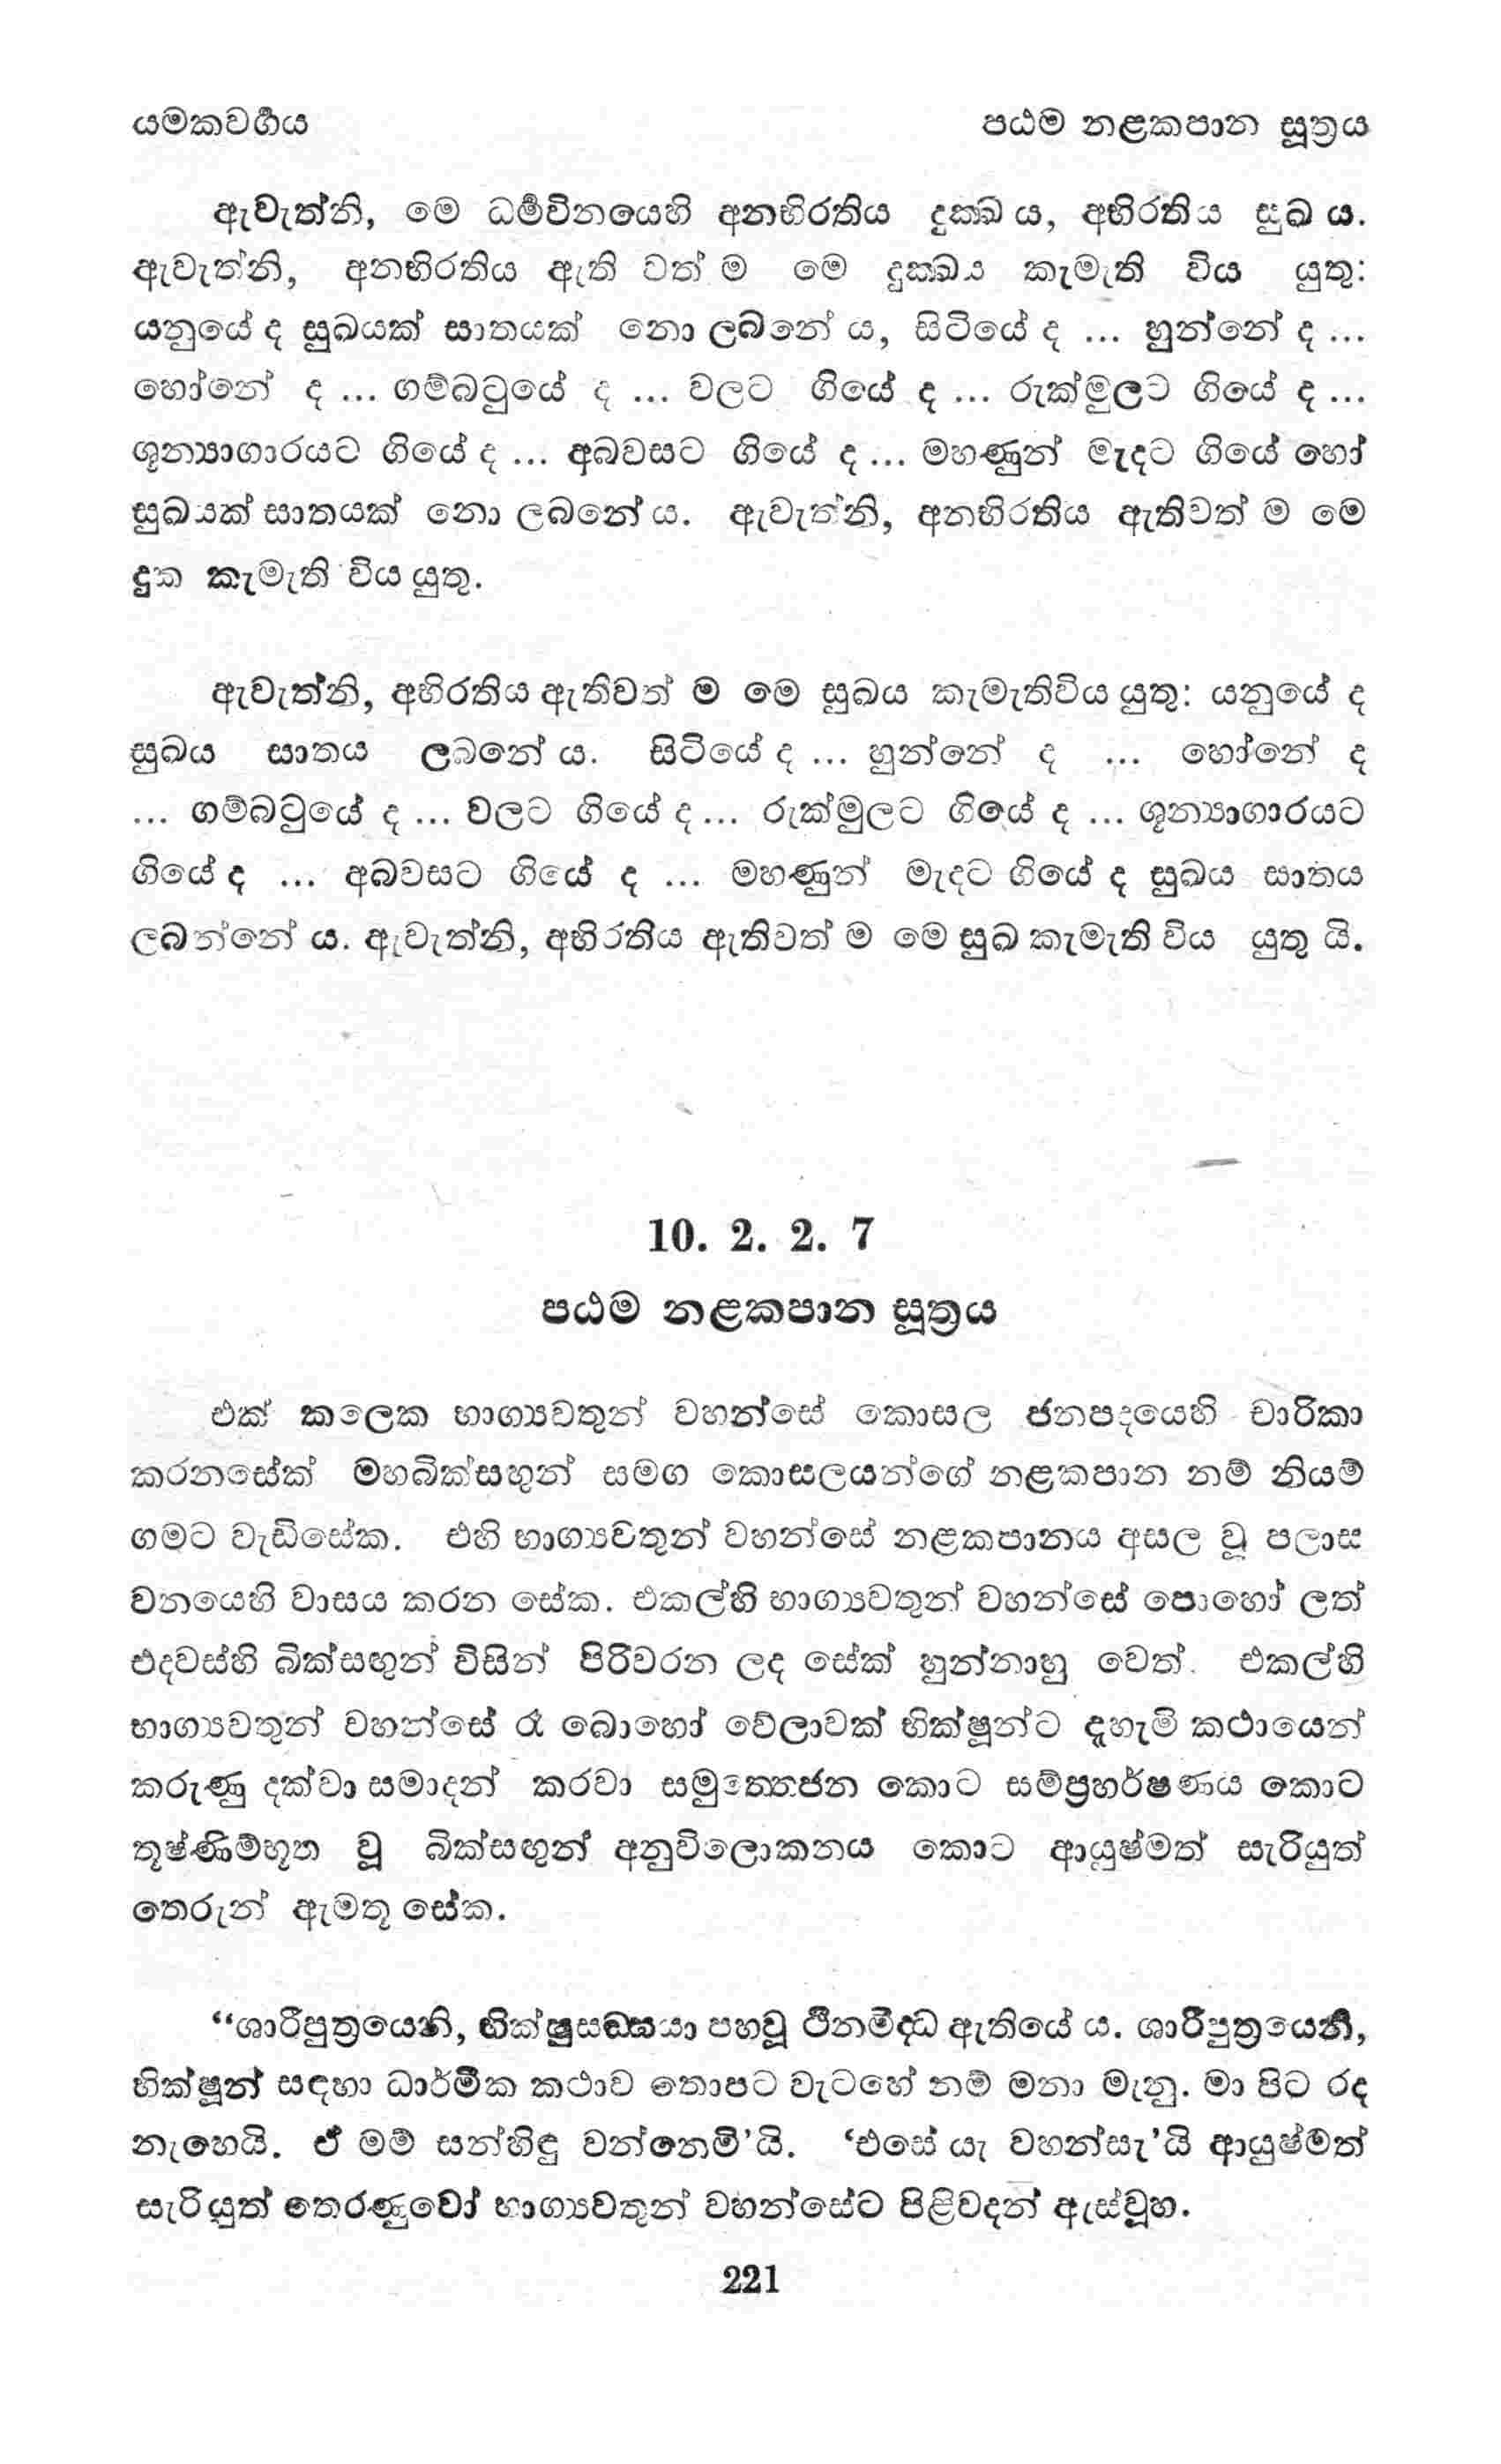 යමකවර්‍ගය පඨම නළකපාන සූත්‍රය
ඇවැත්නි, මෙ ධර්‍මවිනයෙහි අනභිරතිය දුක්‍ඛ ය, අභිරතිය සුඛ ය.
ඇවැත්නි, අනභිරතිය ඇති වත් ම මෙ දුක්‍ඛය කැමැති විය යුතු:
යනුයේ ද සුඛයක් සාතයක් නො ලබනේ ය, සිටියේ ද ... හුන්නේ ද ...
හෝනේ ද ... ගම්බටුයේ ද ... වලට ගියේ ද ... රුක්මුලට ගියේ ද ...
ශූන්‍යාගාරයට ගියේ ද ... අබවසට ගියේ ද ... මහණුන් මැදට ගියේ හෝ
සුඛයක් සාතයක් නො ලබනේ ය. ඇවැත්නි, අනභිරතිය ඇතිවත් ම මෙ
දුක කැමැති විය යුතු.
ඇවැත්නි, අභිරතිය ඇතිවත් ම මෙ සුඛය කැමැතිවිය යුතු: යනුයේ ද
සුඛය සාතය ලබනේ ය. සිටියේ ද ... හුන්නේ ද ... හෝනේ ද
... ගම්බටුයේ ද ... වලට ගියේ ද ... රුක්මුලට ගියේ ද ... ශූන්‍යාගාරයට
ගියේ ද ... අබවසට ගියේ ද ... මහණුන් මැදට ගියේ ද සුඛය සාතය
ලබන්නේ ය. ඇවැත්නි, අභිරතිය ඇතිවත් ම මෙ සුඛ කැමැති විය යුතු යි.
10. 2. 2. 7
පඨම නළකපාන සූත්‍රය
එක් කලෙක භාග්‍යවතුන් වහන්සේ කොසල ජනපදයෙහි චාරිකා
කරනසේක් මහබික්සඟුන් සමග කොසලයන්ගේ නළකපාන නම් නියම්
ගමට වැඩිසේක. එහි භාග්‍යවතුන් වහන්සේ නළකපානය අසල වූ පලාස
වනයෙහි වාසය කරන සේක. එකල්හි භාග්‍යවතුන් වහන්සේ පොහෝ ලත්
එදවස්හි බික්සඟුන් විසින් පිරිවරන ලද සේක් හුන්නාහු වෙත්. එකල්හි
භාග්‍යවතුන් වහන්සේ රෑ බොහෝ වේලාවක් භික්ෂූන්ට දැහැමි කථායෙන්
කරුණු දක්වා සමාදන් කරවා සමුත්‍තෙජන කොට සම්ප්‍රහර්ෂණය කොට
තූෂ්ණිම්භූත වූ බික්සඟුන් අනුවිලොකනය කොට ආයුෂ්මත් සැරියුත්
තෙරුන් ඇමතූ සේක.
“ශාරිපුත්‍රයෙනි, භික්ෂුසඞ්ඝයා පහවූ ථීනමිද්‍ධ ඇතියේ ය. ශාරිපුත්‍රයෙනි,
භික්ෂූන් සඳහා ධාර්මික කථාව තොපට වැටහේ නම් මනා මැනු. මා පිට රද
නැහෙයි. ඒ මම් සන්හිඳු වන්නෙමි’යි. ‘එසේ යැ වහන්සැ’යි ආයුෂ්මත්
සැරියුත් තෙරණුවෝ භාග්‍යවතුන් වහන්සේට පිළිවදන් ඇස්වූහ.
221